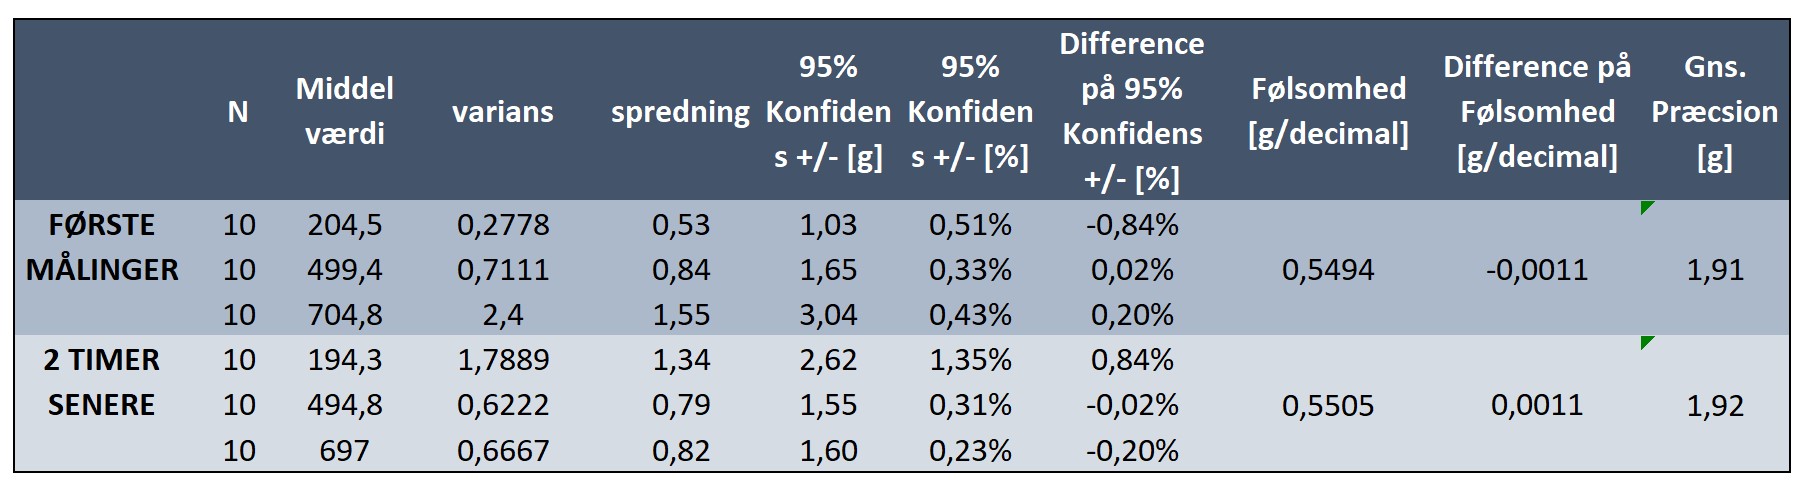 N
Middel
værdi
varians
spredning
95%
Konfiden
s +/- [g]
95%
Konfiden
s +/- [%]
Difference
på 95%
Konfidens
+/- [%]
Følsomhed
[g/decimal]
Difference på
Følsomhed
[g/decimal]
Gns.
Præcsion
[g]
FØRSTE 10 204,5 0,2778 0,53 1,03 0,51% -0,84%
MÅLINGER 10 499,4 0,7111 0,84 1,65 0,33% 0,02% 0,5494 -0,0011 1,91
10 704,8 2,4 1,55 3,04 0,43% 0,20%
2 TIMER 10 194,3 1,7889 1,34 2,62 1,35% 0,84%
SENERE 10 494,8 0,6222 0,79 1,55 0,31% -0,02% 0,5505 0,0011 1,92
10 697 0,6667 0,82 1,60 0,23% -0,20%